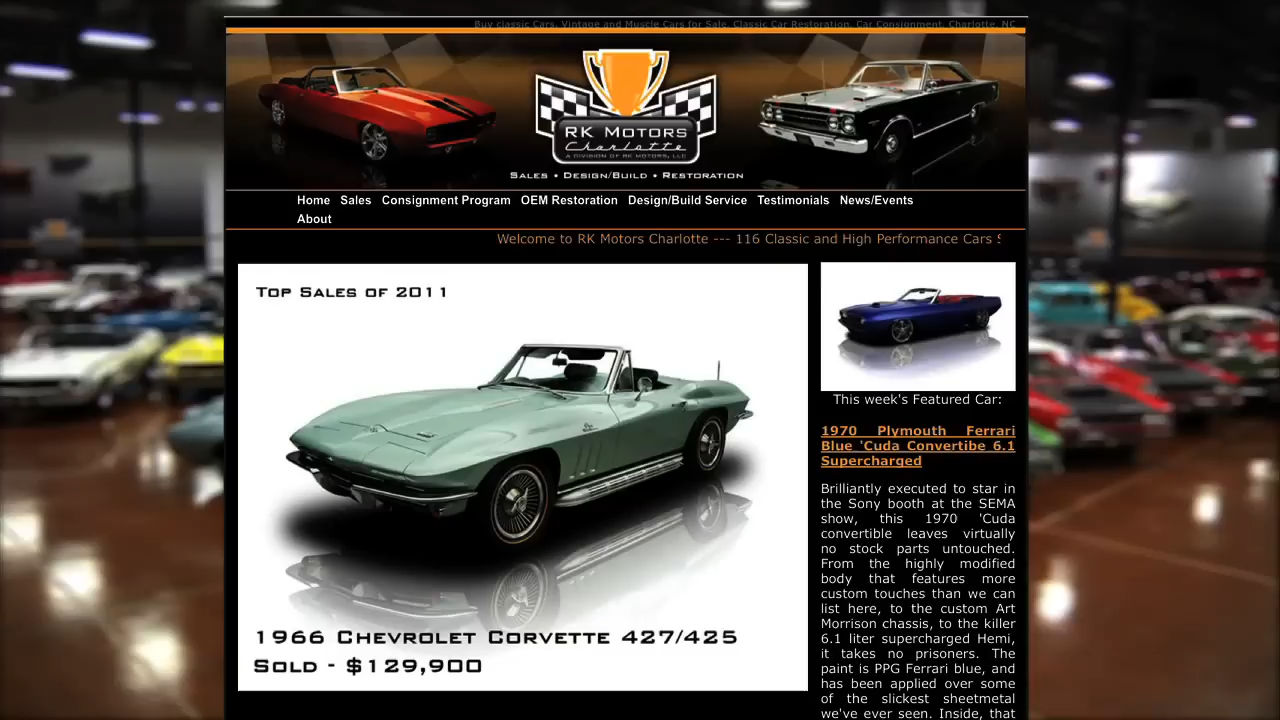 Buy classic Cars, Vintage and Muscle Cars for Sale, Classic Car Restoration, Car Consignment, Charlotte, NC
RK Motors
Charlotte
A Division of RK Motors, LLC
Sales • Design/Build • Restoration
Home Sales Consignment Program OEM Restoration Design/Build Service Testimonials News/Events
About
Welcome to RK Motors Charlotte --- 116 Classic and High Performance Cars
Top Sales of 2011
1966 Chevrolet Corvette 427/425
Sold - $129,900
This week's Featured Car:
1970 Plymouth Ferrari
Blue 'Cuda Convertibe 6.1
Supercharged
Brilliantly executed to star in
the Sony booth at the SEMA
show, this 1970 'Cuda
convertible leaves virtually
no stock parts untouched.
From the highly modified
body that features more
custom touches than we can
list here, to the custom Art
Morrison chassis, to the killer
6.1 liter supercharged Hemi,
it takes no prisoners. The
paint is PPG Ferrari blue, and
has been applied over some
of the slickest sheetmetal
we've ever seen. Inside, that